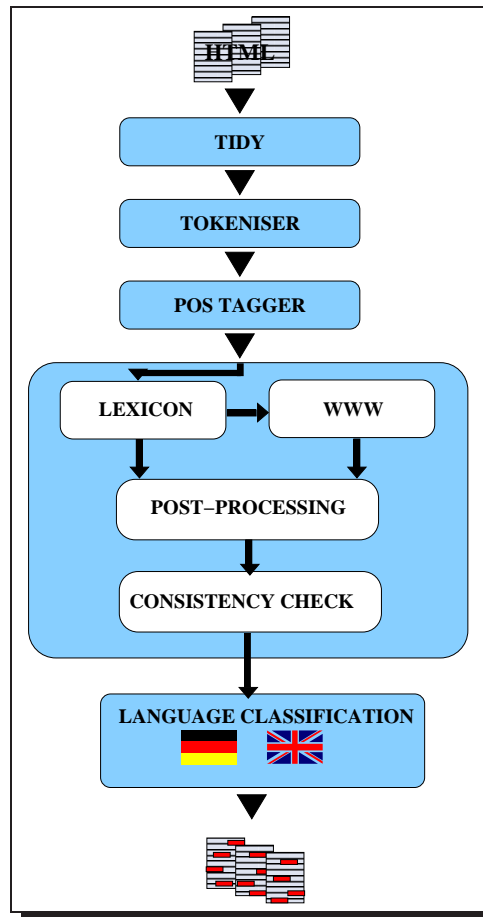 HTML
TIDY
TOKENISER
POS TAGGER
LEXICON
WWW
POST–PROCESSING
CONSISTENCY CHECK
LANGUAGE CLASSIFICATION